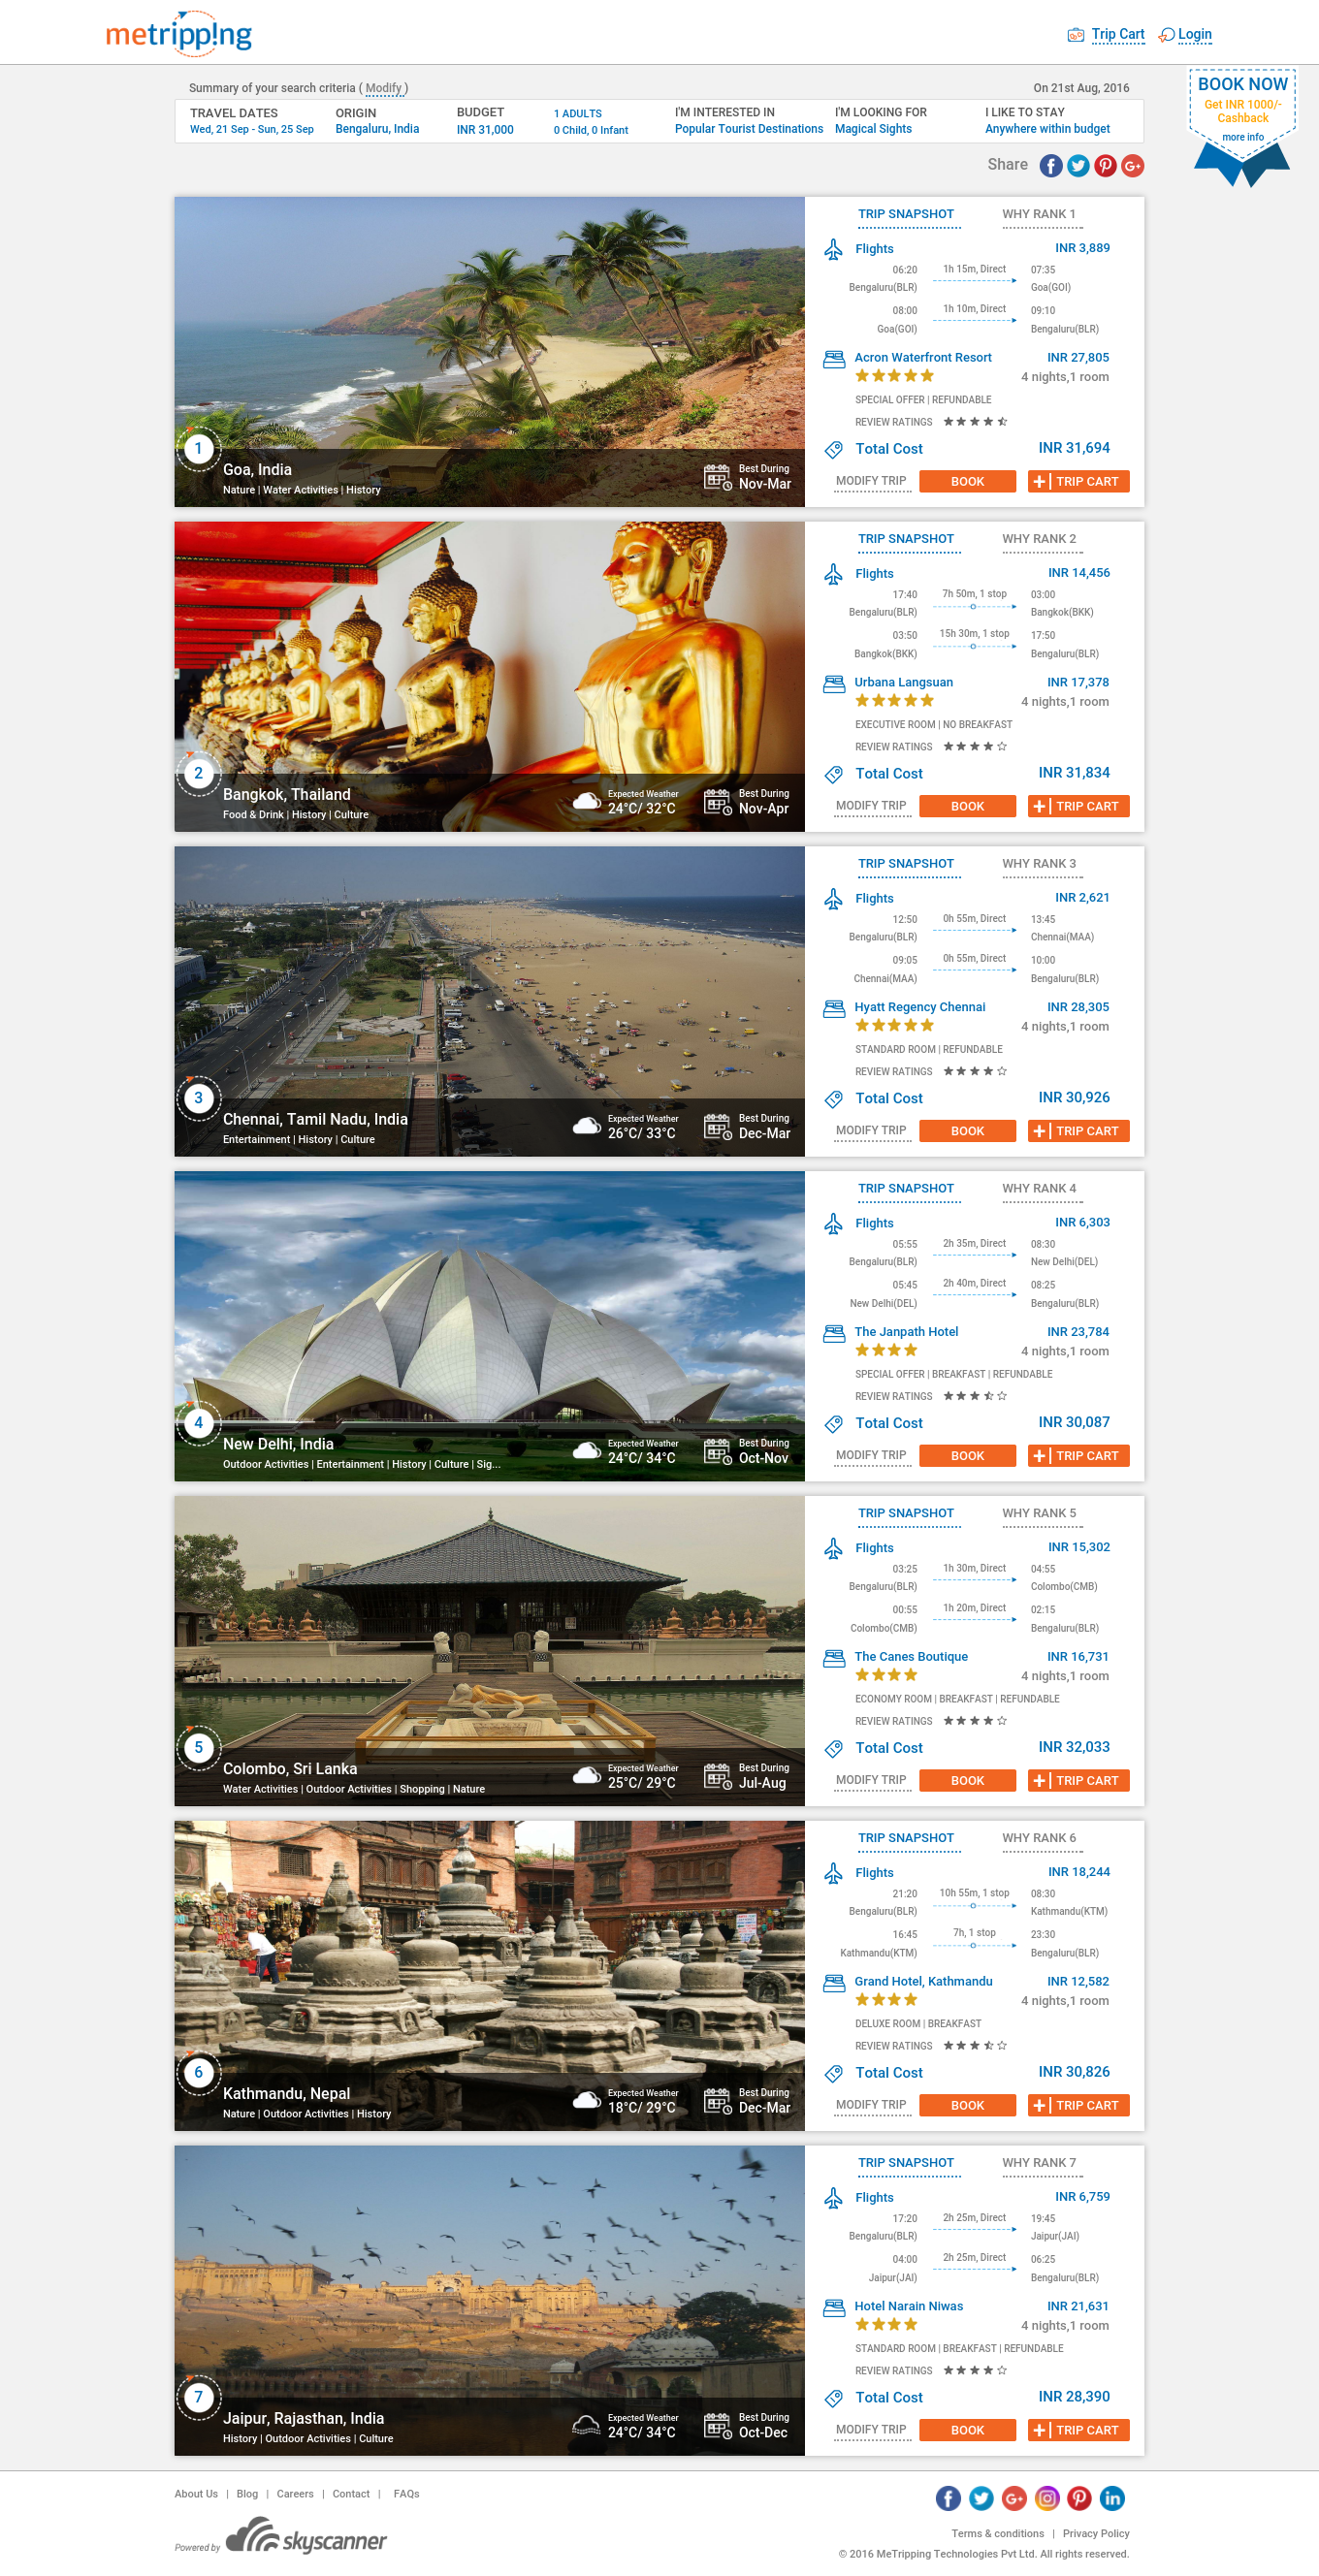 metripping
Trip Cart Login
Summary of your search criteria ( Modify )
On 21st Aug, 2016
BOOK NOW
Get INR 1000/-
Cashback
more info
TRAVEL DATES
Wed, 21 Sep - Sun, 25 Sep
ORIGIN
Bengaluru, India
BUDGET
INR 31,000
1 ADULTS
0 Child, 0 Infant
I'M INTERESTED IN
Popular Tourist Destinations
I'M LOOKING FOR
Magical Sights
I LIKE TO STAY
Anywhere within budget
Share
1
Goa, India
Nature | Water Activities | History
Best During
Nov-Mar
TRIP SNAPSHOT WHY RANK 1
Flights INR 3,889
06:20 1h 15m, Direct 07:35
Bengaluru(BLR) Goa(GOI)
08:00 1h 10m, Direct 09:10
Goa(GOI) Bengaluru(BLR)
Acron Waterfront Resort INR 27,805
4 nights,1 room
SPECIAL OFFER | REFUNDABLE
REVIEW RATINGS
Total Cost INR 31,694
MODIFY TRIP BOOK + | TRIP CART
2
Bangkok, Thailand
Food & Drink | History | Culture
Expected Weather
24°C/ 32°C
Best During
Nov-Apr
TRIP SNAPSHOT WHY RANK 2
Flights INR 14,456
17:40 7h 50m, 1 stop 03:00
Bengaluru(BLR) Bangkok(BKK)
03:50 15h 30m, 1 stop 17:50
Bangkok(BKK) Bengaluru(BLR)
Urbana Langsuan INR 17,378
4 nights,1 room
EXECUTIVE ROOM | NO BREAKFAST
REVIEW RATINGS
Total Cost INR 31,834
MODIFY TRIP BOOK + | TRIP CART
3
Chennai, Tamil Nadu, India
Entertainment | History | Culture
Expected Weather
26°C/ 33°C
Best During
Dec-Mar
TRIP SNAPSHOT WHY RANK 3
Flights INR 2,621
12:50 0h 55m, Direct 13:45
Bengaluru(BLR) Chennai(MAA)
09:05 0h 55m, Direct 10:00
Chennai(MAA) Bengaluru(BLR)
Hyatt Regency Chennai INR 28,305
4 nights,1 room
STANDARD ROOM | REFUNDABLE
REVIEW RATINGS
Total Cost INR 30,926
MODIFY TRIP BOOK + | TRIP CART
4
New Delhi, India
Outdoor Activities | Entertainment | History | Culture | Sig...
Expected Weather
24°C/ 34°C
Best During
Oct-Nov
TRIP SNAPSHOT WHY RANK 4
Flights INR 6,303
05:55 2h 35m, Direct 08:30
Bengaluru(BLR) New Delhi(DEL)
05:45 2h 40m, Direct 08:25
New Delhi(DEL) Bengaluru(BLR)
The Janpath Hotel INR 23,784
4 nights,1 room
SPECIAL OFFER | BREAKFAST | REFUNDABLE
REVIEW RATINGS
Total Cost INR 30,087
MODIFY TRIP BOOK + | TRIP CART
5
Colombo, Sri Lanka
Water Activities | Outdoor Activities | Shopping | Nature
Expected Weather
25°C/ 29°C
Best During
Jul-Aug
TRIP SNAPSHOT WHY RANK 5
Flights INR 15,302
03:25 1h 30m, Direct 04:55
Bengaluru(BLR) Colombo(CMB)
00:55 1h 20m, Direct 02:15
Colombo(CMB) Bengaluru(BLR)
The Canes Boutique INR 16,731
4 nights,1 room
ECONOMY ROOM | BREAKFAST | REFUNDABLE
REVIEW RATINGS
Total Cost INR 32,033
MODIFY TRIP BOOK + | TRIP CART
6
Kathmandu, Nepal
Nature | Outdoor Activities | History
Expected Weather
18°C/ 29°C
Best During
Dec-Mar
TRIP SNAPSHOT WHY RANK 6
Flights INR 18,244
21:20 10h 55m, 1 stop 08:30
Bengaluru(BLR) Kathmandu(KTM)
16:45 7h, 1 stop 23:30
Kathmandu(KTM) Bengaluru(BLR)
Grand Hotel, Kathmandu INR 12,582
4 nights,1 room
DELUXE ROOM | BREAKFAST
REVIEW RATINGS
Total Cost INR 30,826
MODIFY TRIP BOOK + | TRIP CART
7
Jaipur, Rajasthan, India
History | Outdoor Activities | Culture
Expected Weather
24°C/ 34°C
Best During
Oct-Dec
TRIP SNAPSHOT WHY RANK 7
Flights INR 6,759
17:20 2h 25m, Direct 19:45
Bengaluru(BLR) Jaipur(JAI)
04:00 2h 25m, Direct 06:25
Jaipur(JAI) Bengaluru(BLR)
Hotel Narain Niwas INR 21,631
4 nights,1 room
STANDARD ROOM | BREAKFAST | REFUNDABLE
REVIEW RATINGS
Total Cost INR 28,390
MODIFY TRIP BOOK + | TRIP CART
About Us | Blog | Careers | Contact | FAQs
Powered by skyscanner
Terms & conditions | Privacy Policy
© 2016 MeTripping Technologies Pvt Ltd. All rights reserved.